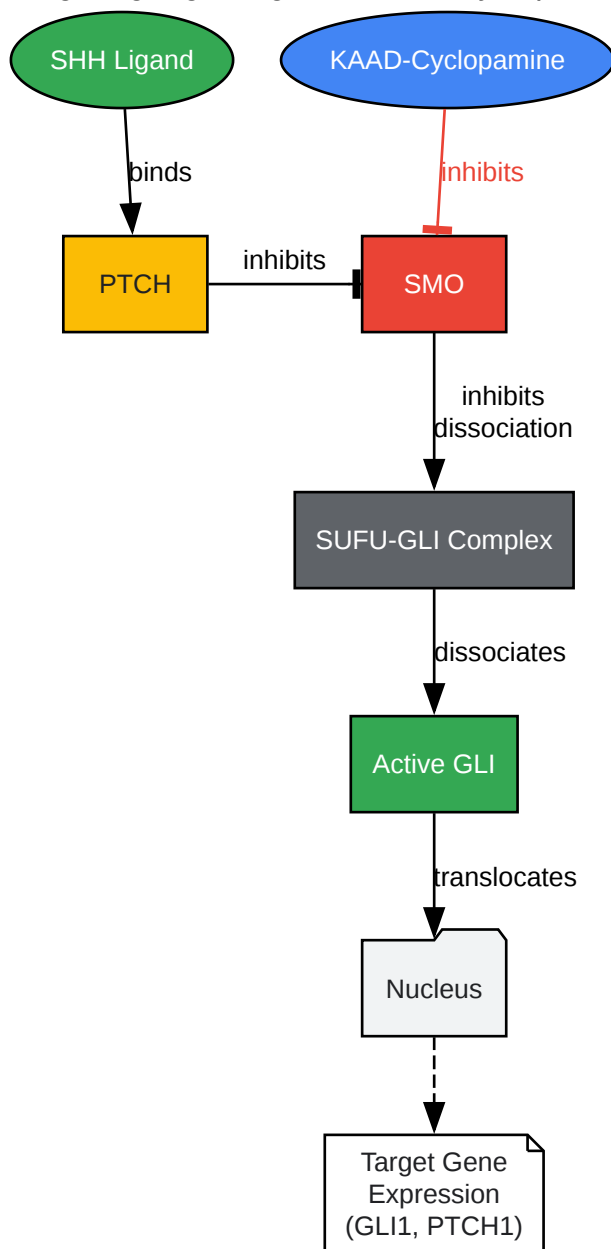 SHH Ligand
KAAD-Cyclopamine
binds
inhibits
PTCH
inhibits
SMO
inhibits
dissociation
SUFU-GLI Complex
dissociates
Active GLI
translocates
Nucleus
Target Gene
Expression
(GLI1, PTCH1)